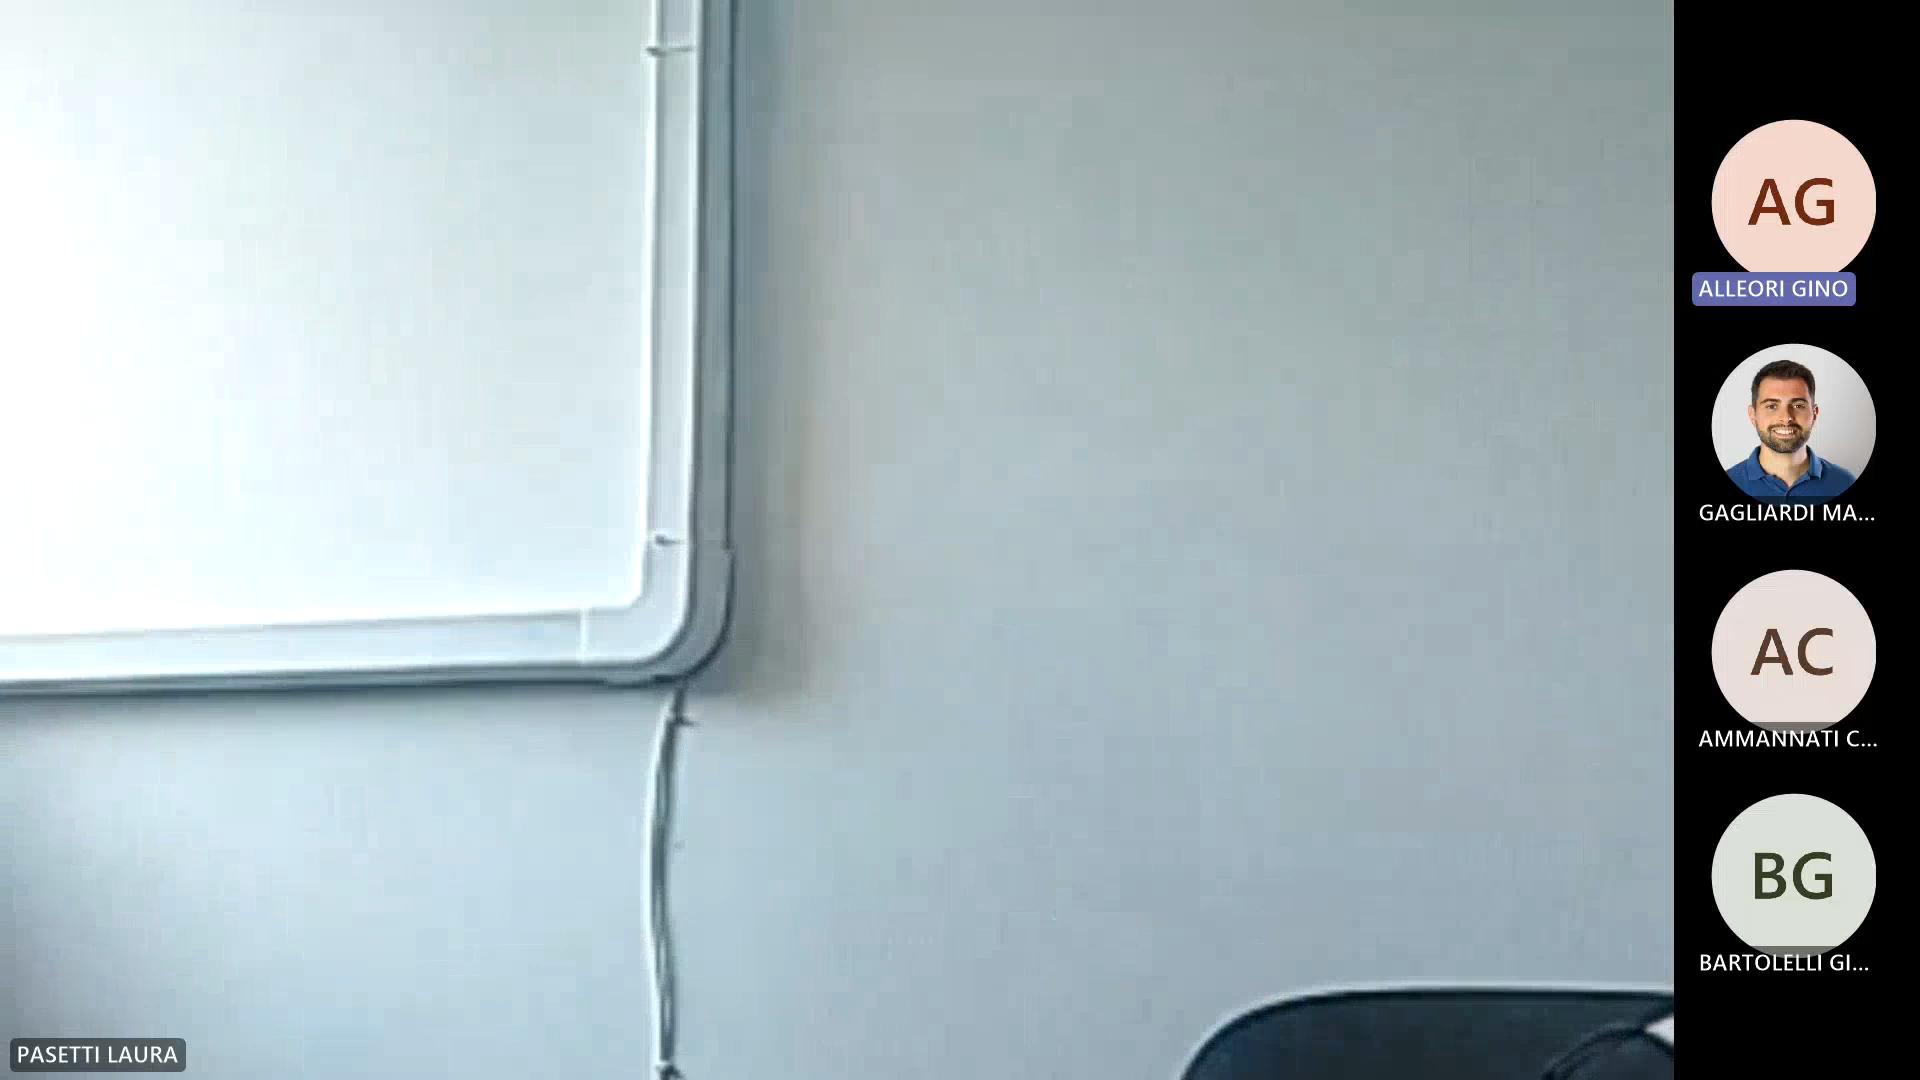 AG
ALLEORI GINO
GAGLIARDI MA...
AC
AMMANNATI C...
BG
BARTOLELLI GI...
PASETTI LAURA